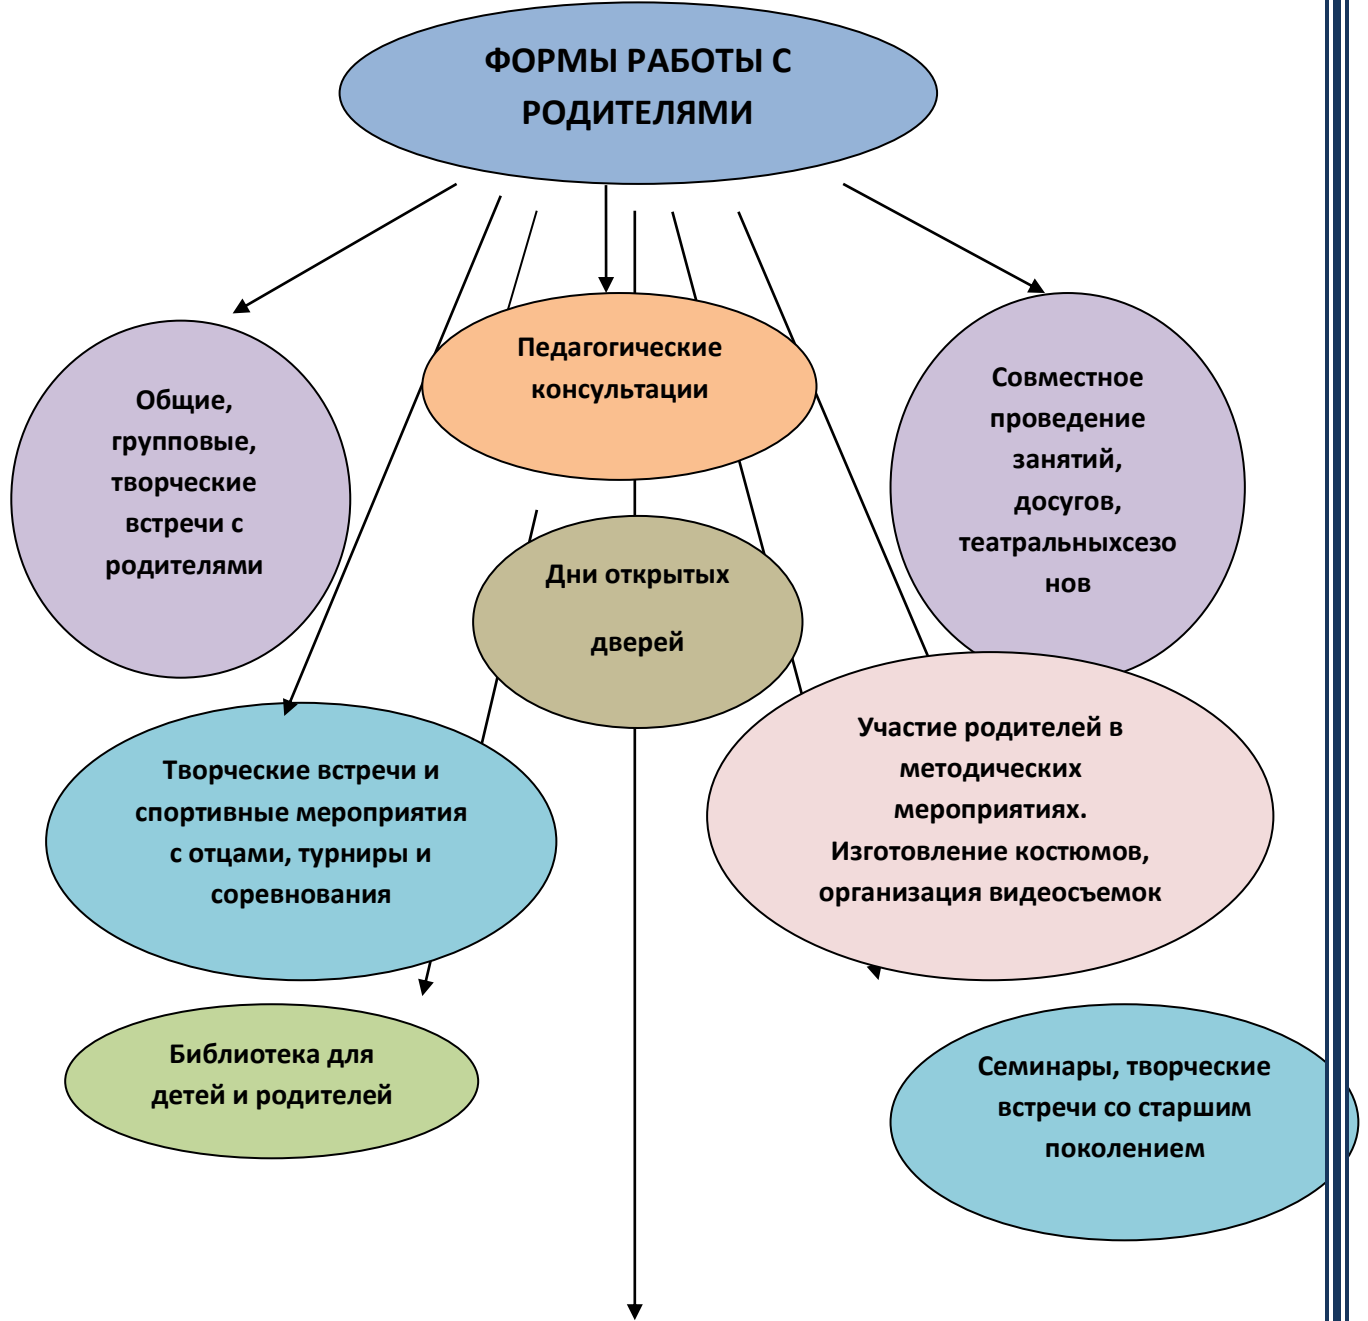 ФОРМЫ РАБОТЫ С
РОДИТЕЛЯМИ
Общие,
групповые,
творческие
встречи с
родителями
Педагогические
консультации
Совместное
проведение
занятий,
досугов,
театральныхсезо
нов
Дни открытых
дверей
Творческие встречи и
спортивные мероприятия
с отцами, турниры и
соревнования
Участие родителей в
методических
мероприятиях.
Изготовление костюмов,
организация видеосъемок
Библиотека для
детей и родителей
Семинары, творческие
встречи со старшим
поколением